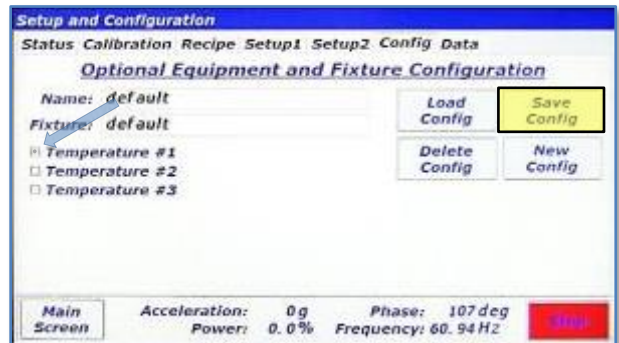 Setup and Configuration
Status Calibration Recipe Setup1 Setup2 Config Data
Optional Equipment and Fixture Configuration
Name: default
Fixture: default
Load Config
Save Config
Temperature #1
Temperature #2
Temperature #3
Delete Config
New Config
Main Screen
Acceleration: 0g
Phase: 107deg
Power: 0.0%
Frequency: 60.94HZ
Stop